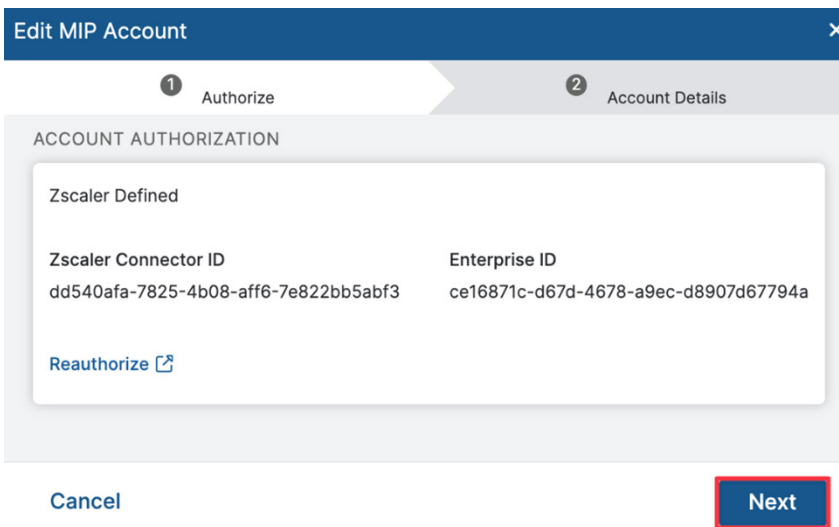 Edit MIP Account
1 Authorize
2 Account Details
ACCOUNT AUTHORIZATION
Zscaler Defined
Zscaler Connector ID
dd540afa-7825-4b08-aff6-7e822bb5abf3
Enterprise ID
ce16871c-d67d-4678-a9ec-d8907d67794a
Reauthorize
Cancel
Next